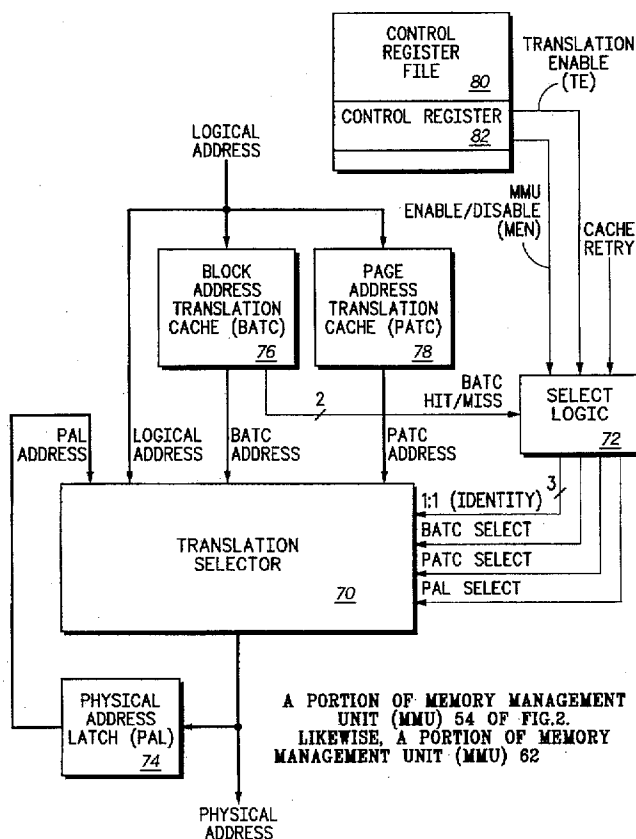 CONTROL
REGISTER
FILE
80
CONTROL REGISTER
82
TRANSLATION
ENABLE
(TE)
LOGICAL
ADDRESS
MMU
ENABLE/DISABLE
(MEN)
CACHE
RETRY
BLOCK
ADDRESS
TRANSLATION
CACHE (BATC)
76
PAGE
ADDRESS
TRANSLATION
CACHE (PATC)
78
2
BATC
HIT/MISS
SELECT
LOGIC
72
PAL
ADDRESS
LOGICAL
ADDRESS
BATC
ADDRESS
PATC
ADDRESS
3
1:1 (IDENTITY)
BATC SELECT
PATC SELECT
PAL SELECT
TRANSLATION
SELECTOR
70
PHYSICAL
ADDRESS
LATCH (PAL)
74
A PORTION OF MEMORY MANAGEMENT
UNIT (MMU) 54 OF FIG.2.
LIKEWISE, A PORTION OF MEMORY
MANAGEMENT UNIT (MMU) 62
PHYSICAL
ADDRESS